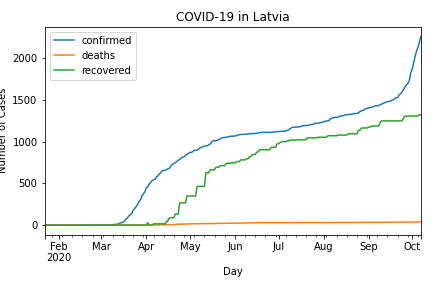 COVID-19 in Latvia
confirmed
deaths
recovered
2000
1500
1000
500
0
Number of Cases
Feb Mar Apr May Jun Jul Aug Sep Oct
2020
Day